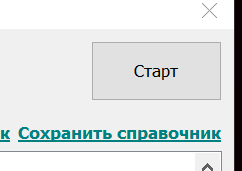 Старт
к Сохранить справочник